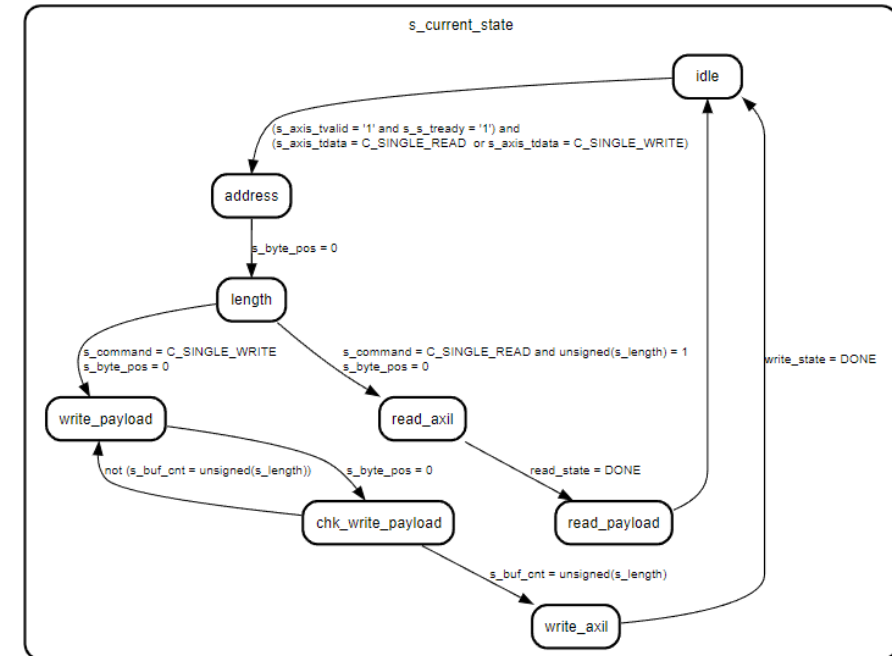 s_current_state
idle
(s_axis_tvalid = '1' and s_s_tready = '1') and
(s_axis_tdata = C_SINGLE_READ or s_axis_tdata = C_SINGLE_WRITE)
address
s_byte_pos = 0
length
s_command = C_SINGLE_WRITE
s_byte_pos = 0
s_command = C_SINGLE_READ and unsigned(s_length) = 1
s_byte_pos = 0
write_state = DONE
write_payload
read_axil
not (s_buf_cnt = unsigned(s_length))
s_byte_pos = 0
read_state = DONE
chk_write_payload
read_payload
s_buf_cnt = unsigned(s_length)
write_axil